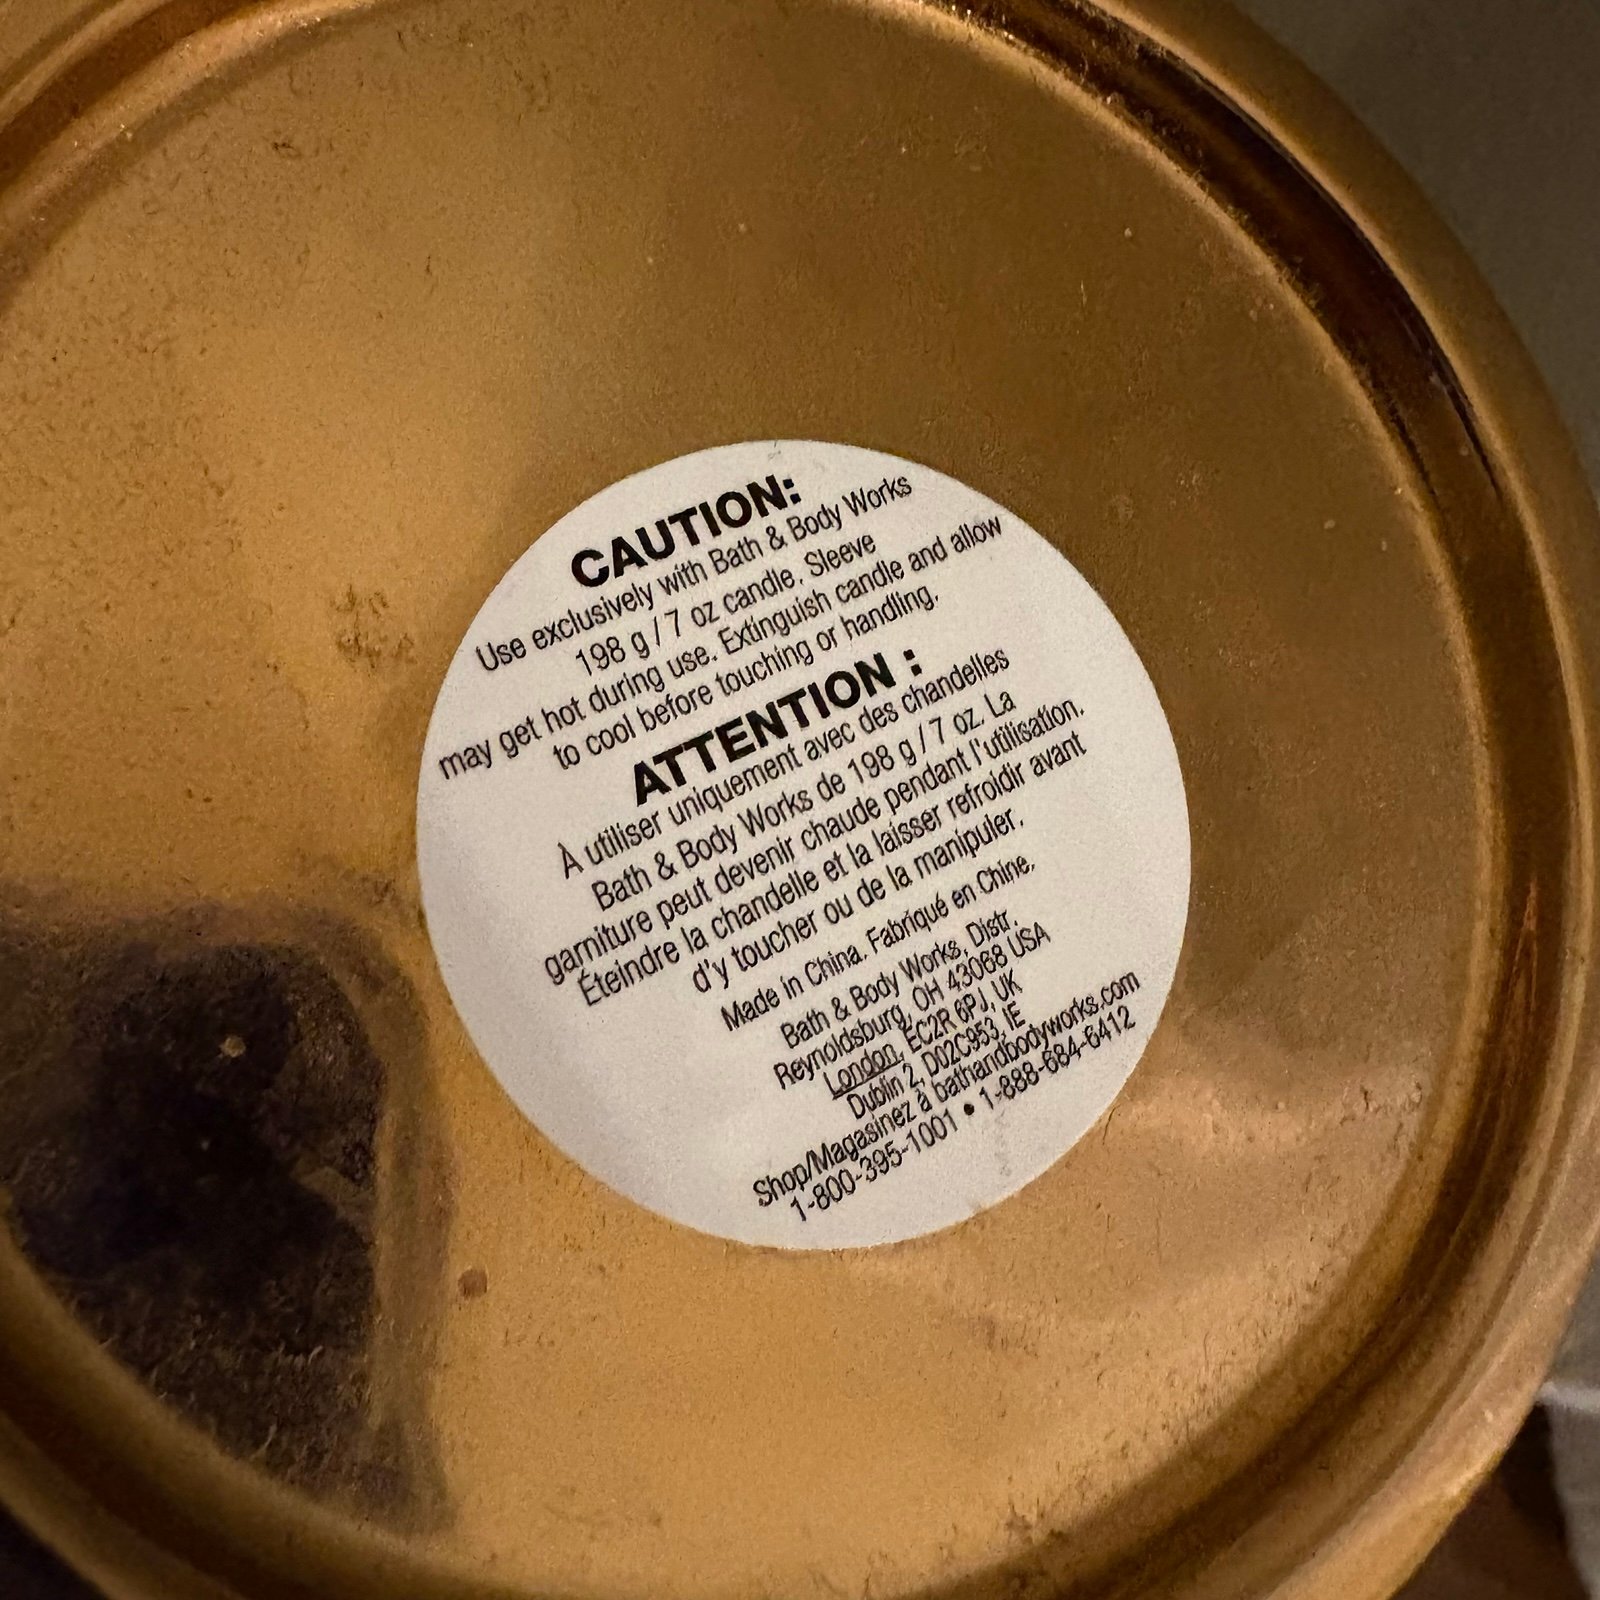 CAUTION:
Use exclusively with Bath & Body Works
198 g / 7 oz candle. Sleeve
may get hot during use. Extinguish candle and allow
to cool before touching or handling.
ATTENTION :
À utiliser uniquement avec des chandelles
Bath & Body Works de 198 g / 7 oz. La
garniture peut devenir chaude pendant l'utilisation.
Éteindre la chandelle et la laisser refroidir avant
d'y toucher ou de la manipuler.
Made in China. Fabriqué en Chine.
Bath & Body Works, Distr.
Reynoldsburg, OH 43068 USA
London, EC2R 6PJ, UK
Dublin 2, D02C953, IE
Shop/Magasinez à bathandbodyworks.com
1-800-395-1001 • 1-888-684-6412